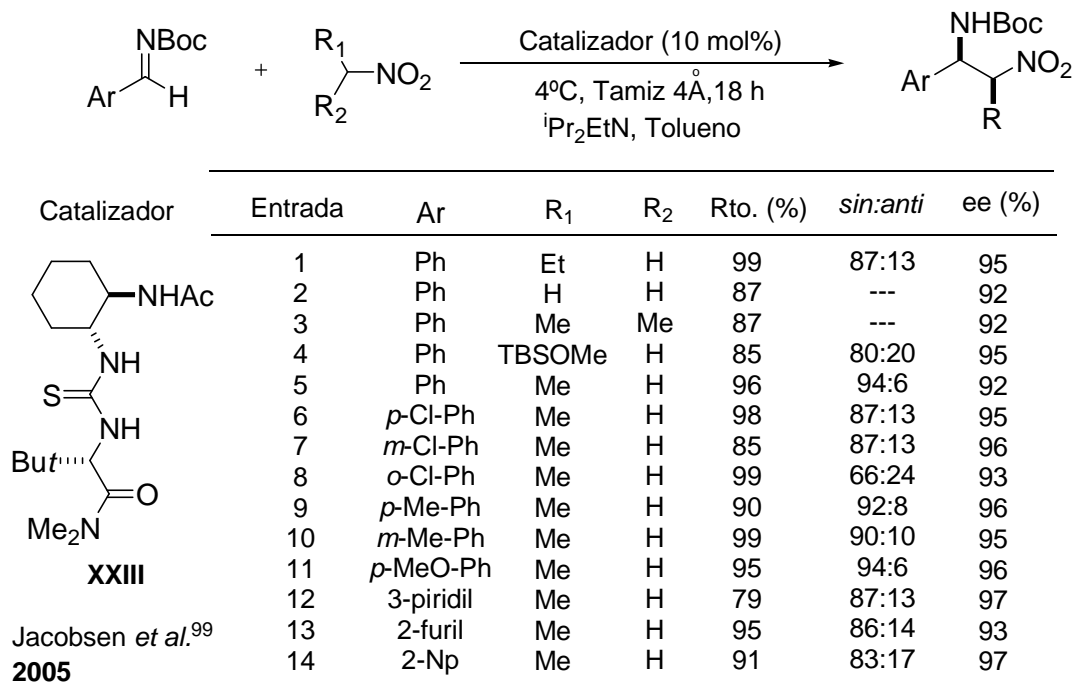 NBoc
Ar
H
+
R1
R2
NO2
Catalizador (10 mol%)
4ºC, Tamiz 4Å,18 h
iPr2EtN, Tolueno
NHBoc
Ar
NO2
R
Catalizador
NHAc
NH
S
NH
But
O
Me2N
XXIII
Jacobsen et al.99
2005
Entrada Ar R1 R2 Rto. (%) sin:anti ee (%)
1 Ph Et H 99 87:13 95
2 Ph H H 87 --- 92
3 Ph Me Me 87 --- 92
4 Ph TBSOMe H 85 80:20 95
5 Ph Me H 96 94:6 92
6 p-Cl-Ph Me H 98 87:13 95
7 m-Cl-Ph Me H 85 87:13 96
8 o-Cl-Ph Me H 99 66:24 93
9 p-Me-Ph Me H 90 92:8 96
10 m-Me-Ph Me H 99 90:10 95
11 p-MeO-Ph Me H 95 94:6 96
12 3-piridil Me H 79 87:13 97
13 2-furil Me H 95 86:14 93
14 2-Np Me H 91 83:17 97